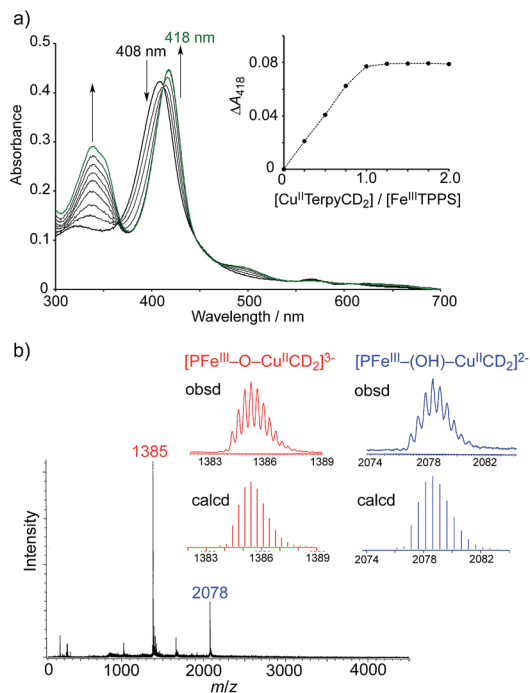 a)
408 nm
418 nm
0.5
0.4
0.3
0.2
0.1
0
Absorbance
300
400
500
600
700
Wavelength / nm
0.08
0.04
0
ΔA₄₁₈
0
1.0
2.0
[CuᴵᴵTerpyCD₂] / [FeᴵᴵᴵTPPS]
b)
[PFeᴵᴵᴵ–O–CuᴵᴵCD₂]³⁻
[PFeᴵᴵᴵ–(OH)–CuᴵᴵCD₂]²⁻
obsd
1383
1386
1389
obsd
2074
2078
2082
calcd
1383
1386
1389
calcd
2074
2078
2082
1385
2078
Intensity
0
1000
2000
3000
4000
m/z